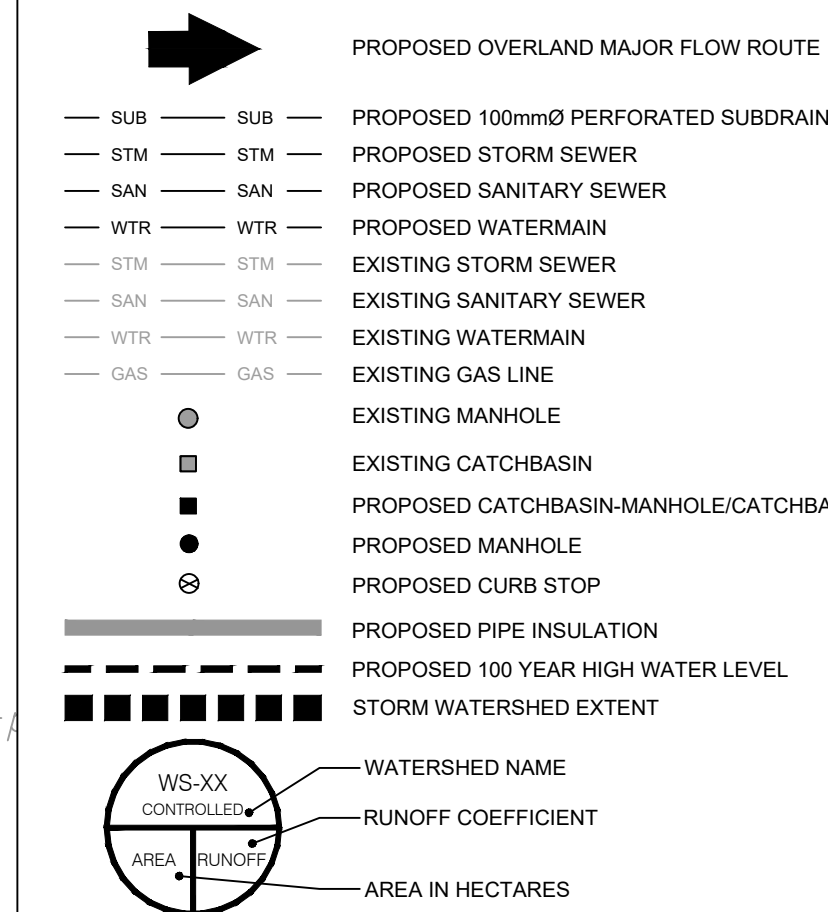 PROPOSED OVERLAND MAJOR FLOW ROUTE
SUB SUB PROPOSED 100mmØ PERFORATED SUBDRAIN
STM STM PROPOSED STORM SEWER
SAN SAN PROPOSED SANITARY SEWER
WTR WTR PROPOSED WATERMAIN
STM STM EXISTING STORM SEWER
SAN SAN EXISTING SANITARY SEWER
WTR WTR EXISTING WATERMAIN
GAS GAS EXISTING GAS LINE
EXISTING MANHOLE
EXISTING CATCHBASIN
PROPOSED CATCHBASIN-MANHOLE/CATCHBA
PROPOSED MANHOLE
PROPOSED CURB STOP
PROPOSED PIPE INSULATION
PROPOSED 100 YEAR HIGH WATER LEVEL
STORM WATERSHED EXTENT
WS-XX
CONTROLLED
AREA RUNOFF
WATERSHED NAME
RUNOFF COEFFICIENT
AREA IN HECTARES